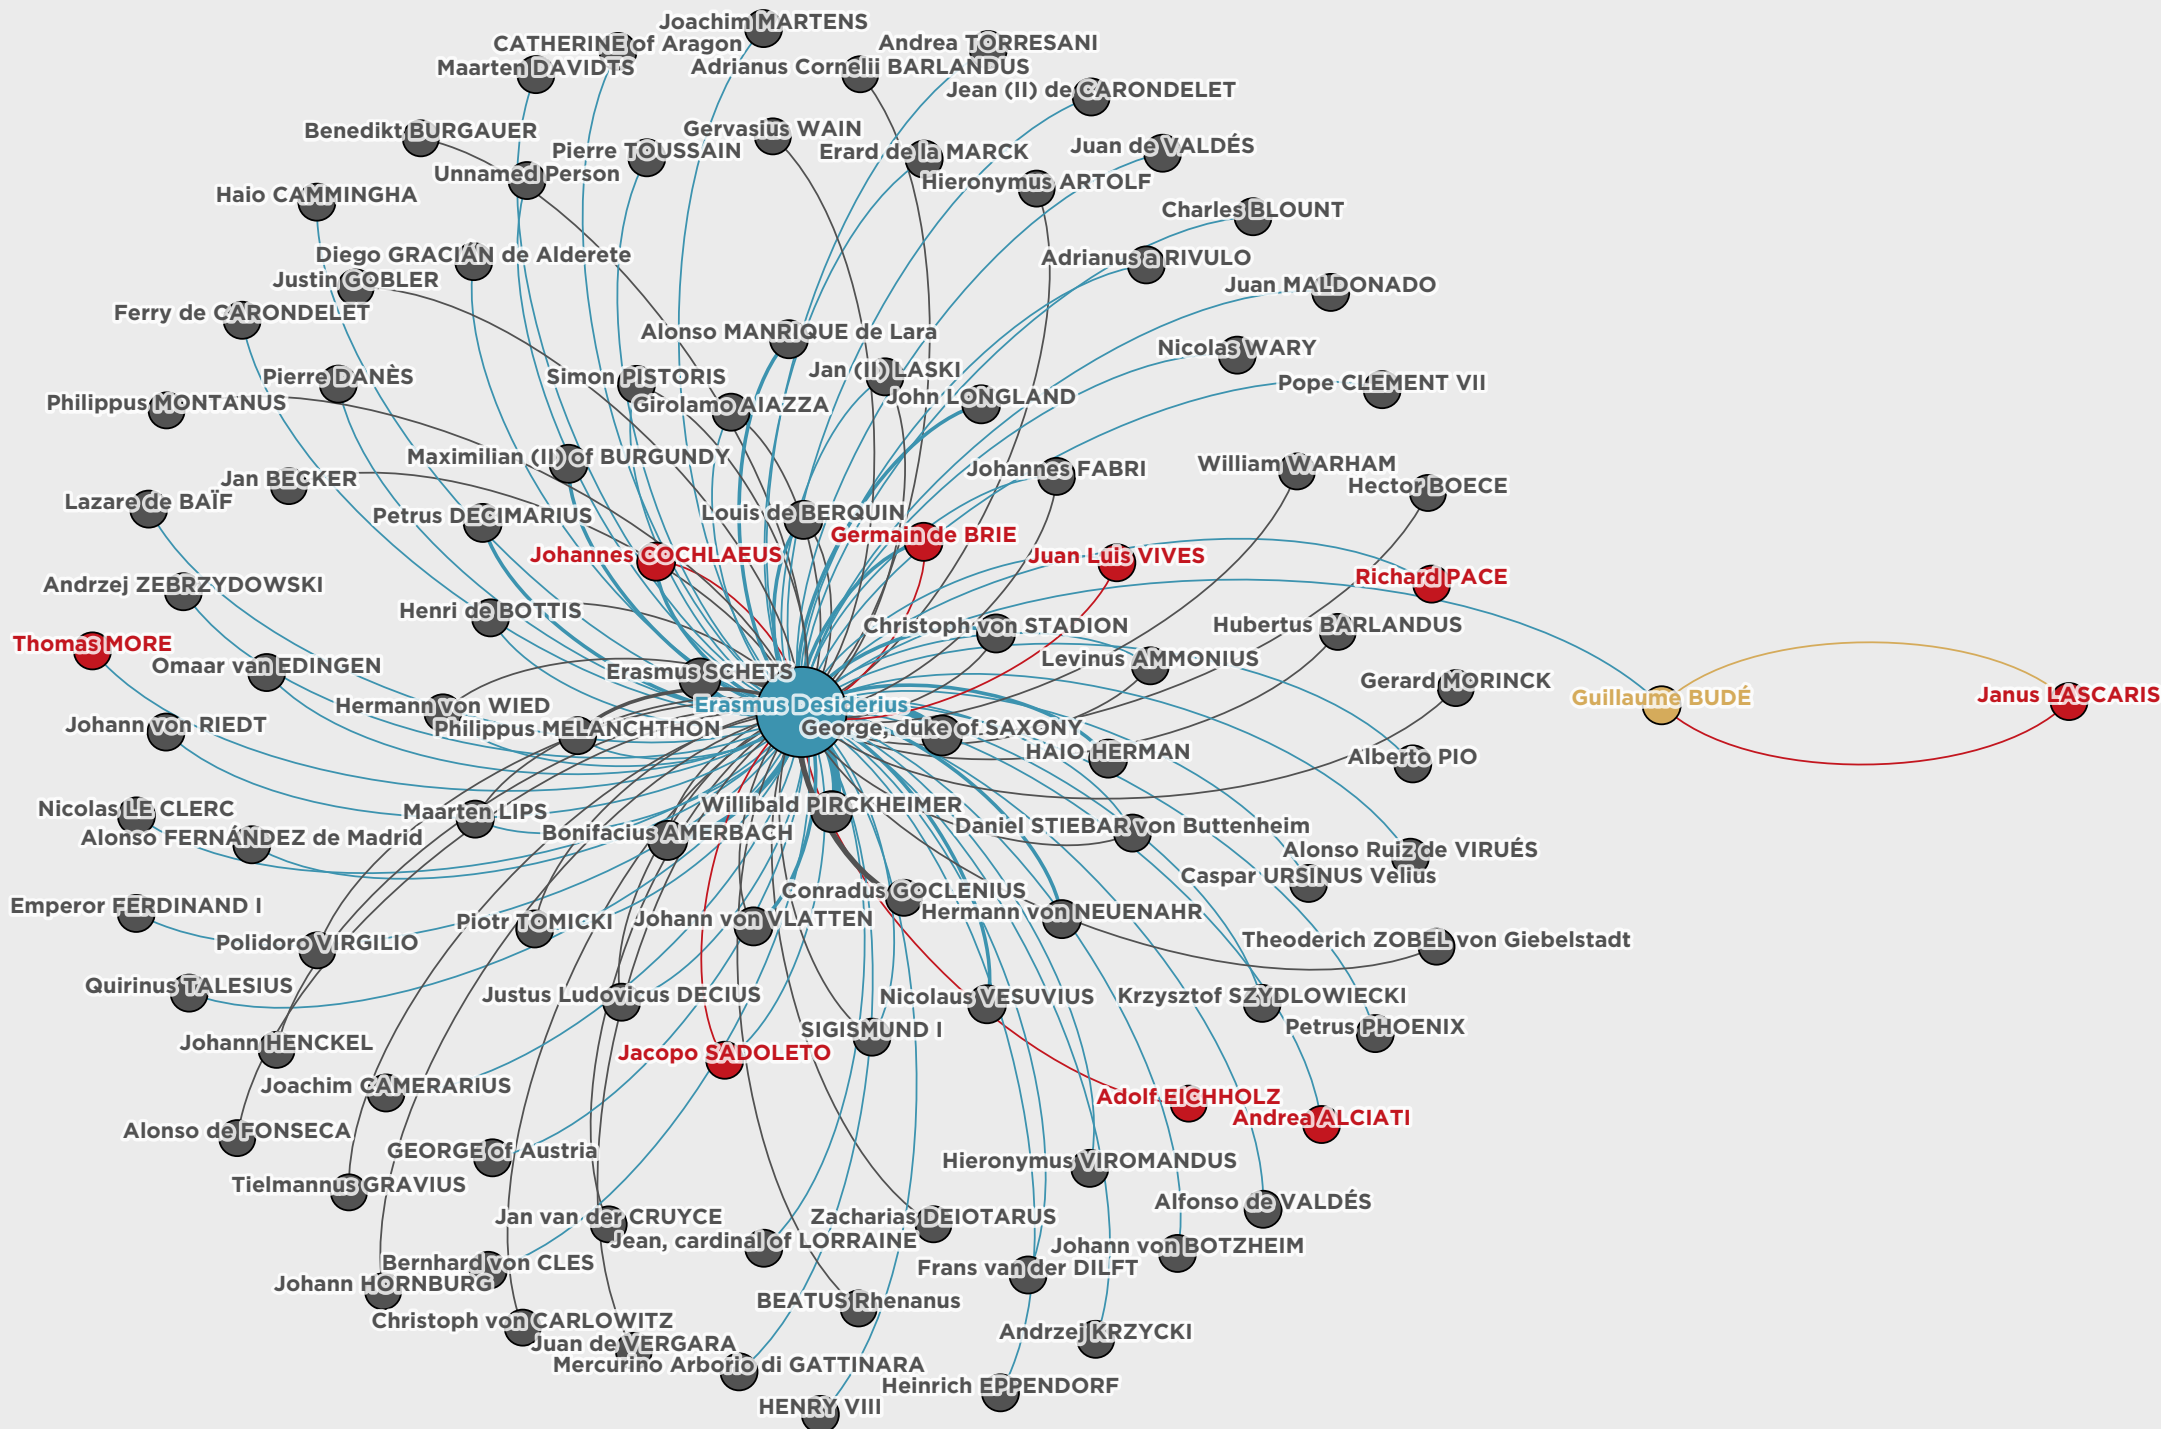 Joachim MARTENS
CATHERINE of Aragon
Andrea TORRESANI
Maarten DAVIDTS
Adrianus Cornelii BARLANDUS
Jean (II) de CARONDELET
Benedikt BURGAUER
Gervasius WAIN
Pierre TOUSSAIN
Erard de la MARCK
Juan de VALDÉS
Unnamed Person
Hieronymus ARTOLF
Haio CAMMINGHA
Charles BLOUNT
Diego GRACIÁN de Alderete
Adrianus a RIVULO
Justin GOBLER
Juan MALDONADO
Ferry de CARONDELET
Alonso MANRIQUE de Lara
Nicolas WARY
Pierre DANÈS
Simon PISTORIS
Jan (II) LASKI
Pope CLEMENT VII
Philippus MONTANUS
Girolamo AIAZZA
John LONGLAND
Maximilian (II) of BURGUNDY
Johannes FABRI
William WARHAM
Jan BECKER
Hector BOECE
Lazare de BAÏF
Petrus DECIMARIUS
Louis de BERQUIN
Germain de BRIE
Johannes COCHLAEUS
Juan Luis VIVES
Richard PACE
Andrzej ZEBRZYDOWSKI
Henri de BOTTIS
Christoph von STADION
Hubertus BARLANDUS
Thomas MORE
Omaar van EDINGEN
Erasmus SCHETS
Levinus AMMONIUS
Gerard MORINCK
Guillaume BUDÉ
Janus LASCARIS
Hermann von WIED
Erasmus Desiderius
Johann von RIEDT
Philippus MELANCHTHON
George, duke of SAXONY
HAIO HERMAN
Alberto PIO
Nicolas LE CLERC
Maarten LIPS
Willibald PIRCKHEIMER
Alonso FERNÁNDEZ de Madrid
Bonifacius AMERBACH
Daniel STIEBAR von Buttenheim
Alonso Ruiz de VIRUÉS
Caspar URSINUS Velius
Conradus GOCLENIUS
Emperor FERDINAND I
Piotr TOMICKI
Johann von VLATTEN
Hermann von NEUENAHR
Polidoro VIRGILIO
Theoderich ZOBEL von Giebelstadt
Quirinus TALESIUS
Justus Ludovicus DECIUS
Nicolaus VESUVIUS
Krzysztof SZYDLOWIECKI
SIGISMUND I
Petrus PHOENIX
Johann HENCKEL
Jacopo SADOLETO
Joachim CAMERARIUS
Adolf EICHHOLZ
Andrea ALCIATI
Alonso de FONSECA
GEORGE of Austria
Hieronymus VIROMANDUS
Tielmannus GRAVIUS
Alfonso de VALDÉS
Jan van der CRUYCE
Zacharias DEIOTARUS
Jean, cardinal of LORRAINE
Johann von BOTZHEIM
Bernhard von CLES
Frans van der DILFT
Johann HORNBURG
BEATUS Rhenanus
Christoph von CARLOWITZ
Andrzej KRZYCKI
Juan de VERGARA
Mercurino Arborio di GATTINARA
Heinrich EPPENDORF
HENRY VIII